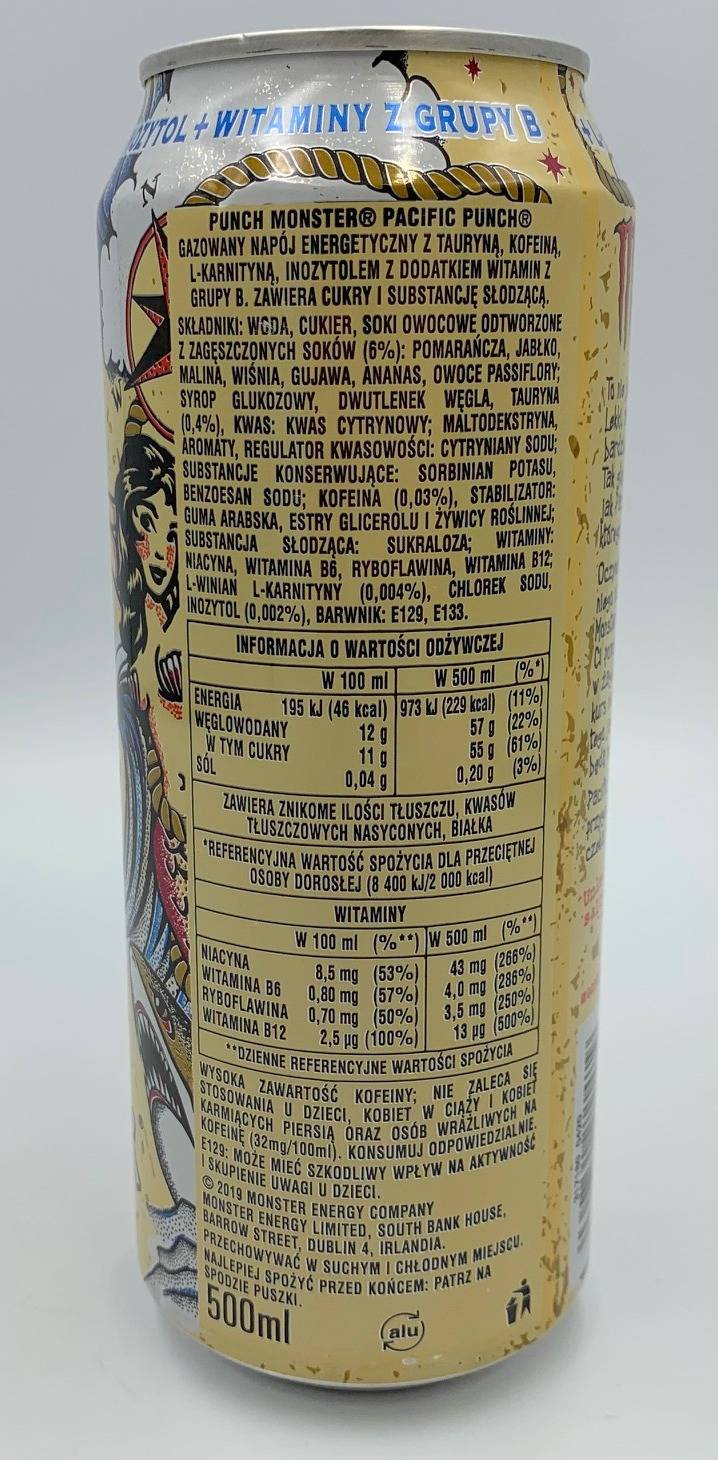 OZYTOL + WITAMINY Z GRUPY B
PUNCH MONSTER® PACIFIC PUNCH®
GAZOWANY NAPÓJ ENERGETYCZNY Z TAURYNĄ, KOFEINĄ,
L-KARNITYNĄ, INOZYTOLEM Z DODATKIEM WITAMIN Z
GRUPY B. ZAWIERA CUKRY I SUBSTANCJĘ SŁODZĄCĄ.
SKŁADNIKI: WODA, CUKIER, SOKI OWOCOWE ODTWORZONE
Z ZAGĘSZCZONYCH SOKÓW (6%): POMARAŃCZA, JABŁKO,
MALINA, WIŚNIA, GUJAWA, ANANAS, OWOCE PASSIFLORY;
SYROP GLUKOZOWY, DWUTLENEK WĘGLA, TAURYNA
(0,4%), KWAS: KWAS CYTRYNOWY; MALTODEKSTRYNA,
AROMATY, REGULATOR KWASOWOŚCI: CYTRYNIANY SODU;
SUBSTANCJE KONSERWUJĄCE: SORBINIAN POTASU,
BENZOESAN SODU; KOFEINA (0,03%), STABILIZATOR:
GUMA ARABSKA, ESTRY GLICEROLU I ŻYWICY ROŚLINNEJ;
SUBSTANCJA SŁODZĄCA: SUKRALOZA; WITAMINY:
NIACYNA, WITAMINA B6, RYBOFLAWINA, WITAMINA B12;
L-WINIAN L-KARNITYNY (0,004%), CHLOREK SODU,
INOZYTOL (0,002%), BARWNIK: E129, E133.
INFORMACJA O WARTOŚCI ODŻYWCZEJ
W 100 ml W 500 ml (%*)
ENERGIA 195 kJ (46 kcal) 973 kJ (229 kcal) (11%)
WĘGLOWODANY 12 g 57 g (22%)
W TYM CUKRY 11 g 55 g (61%)
SÓL 0,04 g 0,20 g (3%)
ZAWIERA ZNIKOME ILOŚCI TŁUSZCZU, KWASÓW
TŁUSZCZOWYCH NASYCONYCH, BIAŁKA
*REFERENCYJNA WARTOŚĆ SPOŻYCIA DLA PRZECIĘTNEJ
OSOBY DOROSŁEJ (8 400 kJ/2 000 kcal)
WITAMINY
W 100 ml (%**) W 500 ml (%**)
NIACYNA 8,5 mg (53%) 43 mg (266%)
WITAMINA B6 0,80 mg (57%) 4,0 mg (286%)
RYBOFLAWINA 0,70 mg (50%) 3,5 mg (250%)
WITAMINA B12 2,5 µg (100%) 13 µg (500%)
**DZIENNE REFERENCYJNE WARTOŚCI SPOŻYCIA
WYSOKA ZAWARTOŚĆ KOFEINY; NIE ZALECA SIĘ
STOSOWANIA U DZIECI, KOBIET W CIĄŻY I KOBIET
KARMIĄCYCH PIERSIĄ ORAZ OSÓB WRAŻLIWYCH NA
KOFEINĘ (32mg/100ml). KONSUMUJ ODPOWIEDZIALNIE.
E129: MOŻE MIEĆ SZKODLIWY WPŁYW NA AKTYWNOŚĆ
I SKUPIENIE UWAGI U DZIECI.
© 2019 MONSTER ENERGY COMPANY
MONSTER ENERGY LIMITED, SOUTH BANK HOUSE,
BARROW STREET, DUBLIN 4, IRLANDIA.
PRZECHOWYWAĆ W SUCHYM I CHŁODNYM MIEJSCU.
NAJLEPIEJ SPOŻYĆ PRZED KOŃCEM: PATRZ NA
SPODZIE PUSZKI.
500ml
alu
N
W